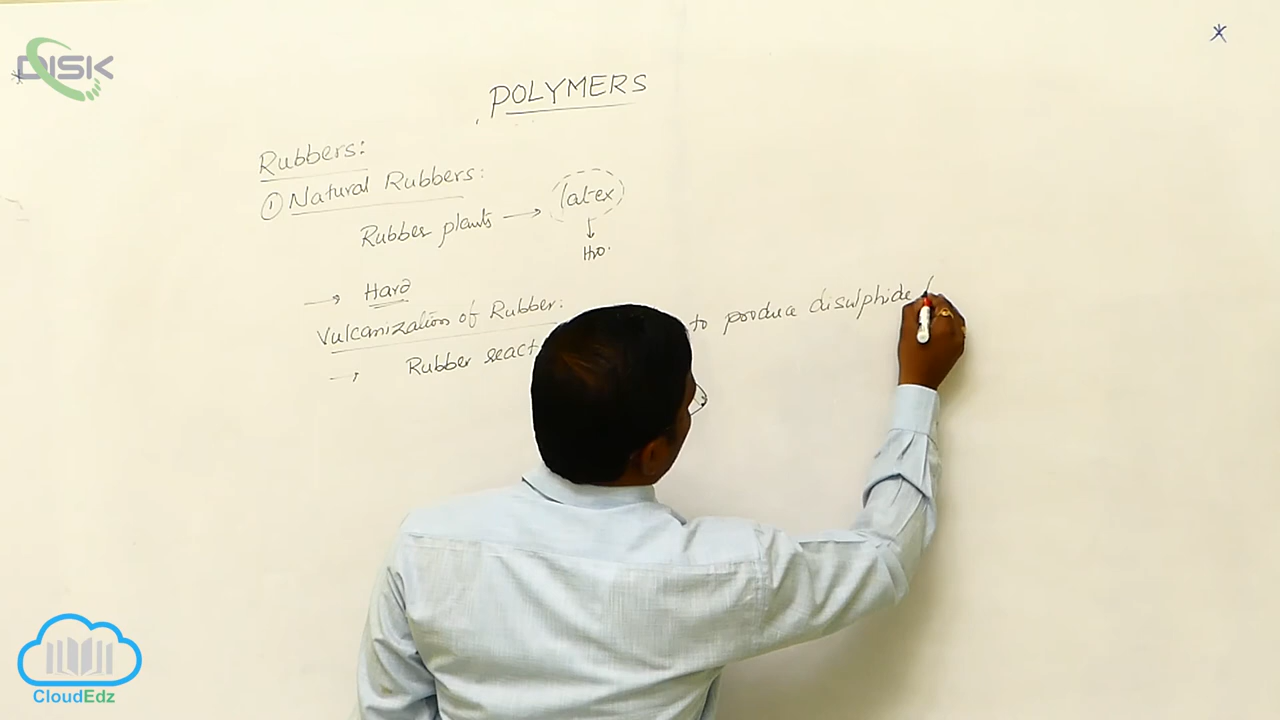 DISK
POLYMERS
Rubbers:
① Natural Rubbers:
Rubber plants → latex
↓
H₂O.
→ Hard
Vulcanization of Rubber:
→ Rubber react to produce disulphide
CloudEdz